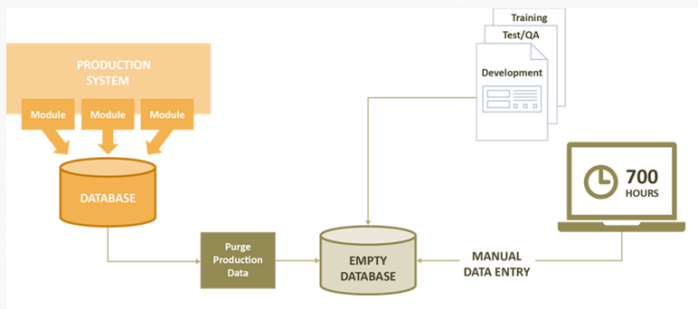 PRODUCTION
SYSTEM
Module
Module
Module
DATABASE
Purge
Production
Data
EMPTY
DATABASE
Training
Test/QA
Development
700
HOURS
MANUAL
DATA ENTRY